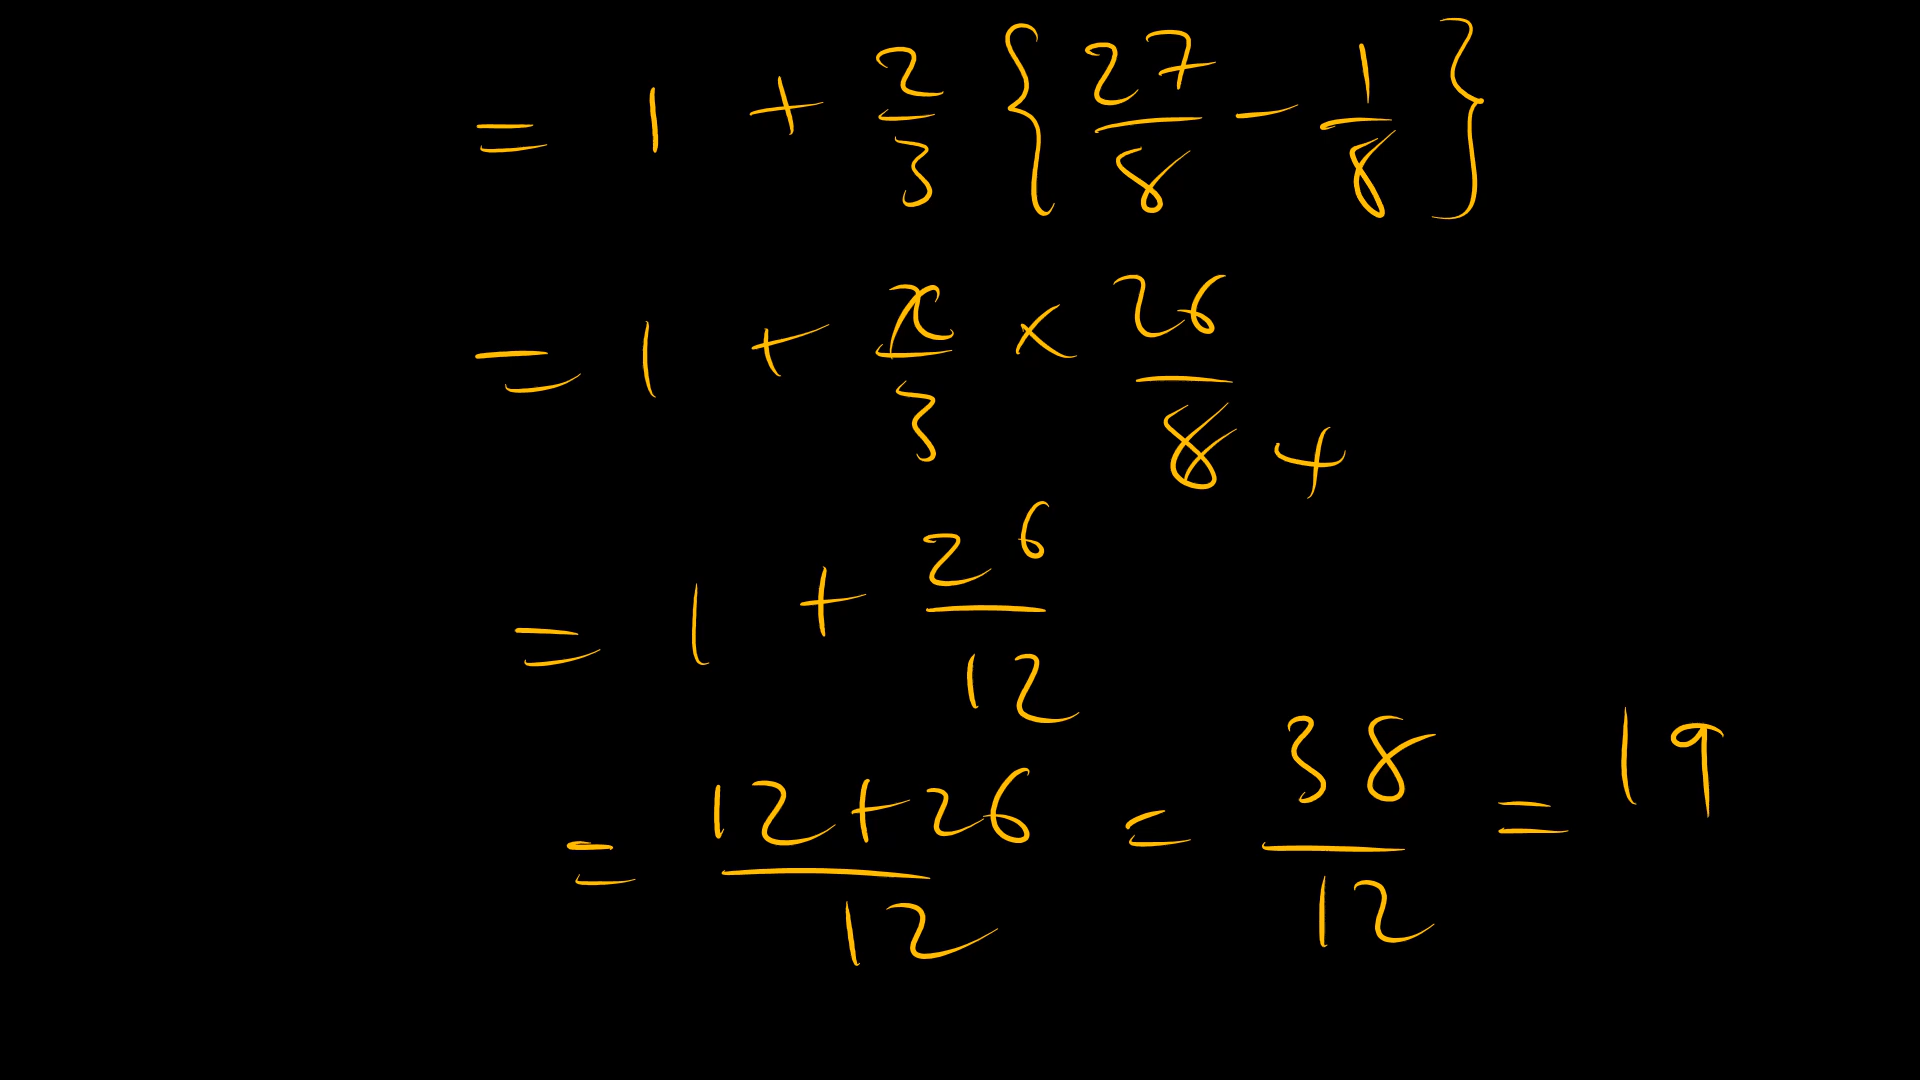 = 1 + 2/3 { 27/8 - 1/8 }
= 1 + 2/3 × 26/8 4
= 1 + 26/12
= 12+26/12 = 38/12 = 19